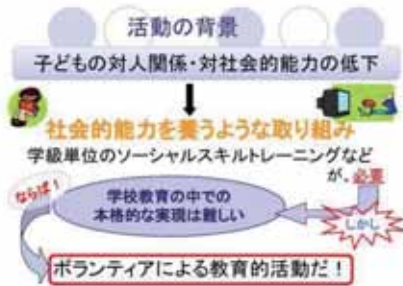 活動の背景
子どもの対人関係・対社会的能力の低下
社会的能力を養うような取り組み
学級単位のソーシャルスキルトレーニングなど
が、必要
ならば！
学校教育の中での
本格的な実現は難しい
しかし
ボランティアによる教育的活動だ！